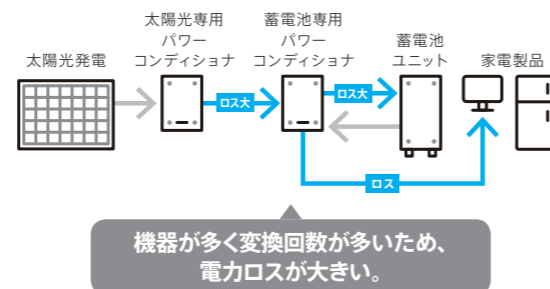 太陽光発電
太陽光専用
パワー
コンディショナ
蓄電池専用
パワー
コンディショナ
蓄電池
ユニット
家電製品
ロス大
ロス大
ロス
機器が多く変換回数が多いため、
電力ロスが大きい。